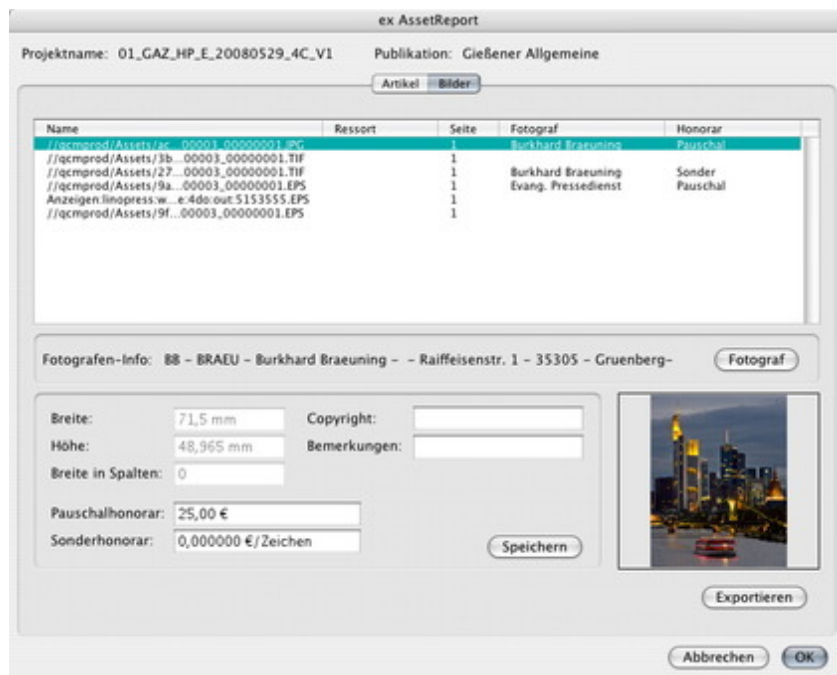 ex AssetReport
Projektname: 01_GAZ_HP_E_20080529_4C_V1 Publikation: Gießener Allgemeine
Artikel Bilder
Name Ressort Seite Fotograf Honorar
//qcmprod/Assets/ac...00003_00000001.JPG 1 Burkhard Braeuning Pauschal
//qcmprod/Assets/3b...00003_00000001.TIF 1
//qcmprod/Assets/27...00003_00000001.TIF 1 Burkhard Braeuning Sonder
//qcmprod/Assets/9a...00003_00000001.EPS 1 Evang. Pressedienst Pauschal
Anzeigen:linopress:w...e:4do:out:5153555.EPS 1
//qcmprod/Assets/9f...00003_00000001.EPS 1
Fotografen-Info: BB - BRAEU - Burkhard Braeuning - - Raiffeisenstr. 1 - 35305 - Gruenberg- Fotograf
Breite: 71,5 mm Copyright:
Höhe: 48,965 mm Bemerkungen:
Breite in Spalten: 0
Pauschalhonorar: 25,00 €
Sonderhonorar: 0,000000 €/Zeichen Speichern
Exportieren
Abbrechen OK